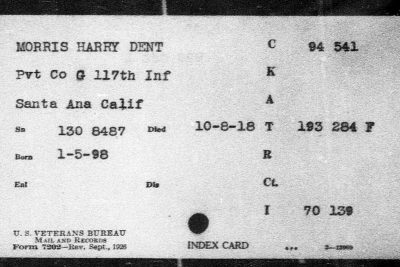 MORRIS HARRY DENT C 94 541
Pvt Co G 117th Inf K
Santa Ana Calif A
Sn 130 8487 Died 10-8-18 T 193 284 F
Born 1-5-98 R
Enl Dis Ct.
I 70 139
U. S. VETERANS BUREAU
MAIL AND RECORDS
Form 7202—Rev. Sept., 1926 INDEX CARD